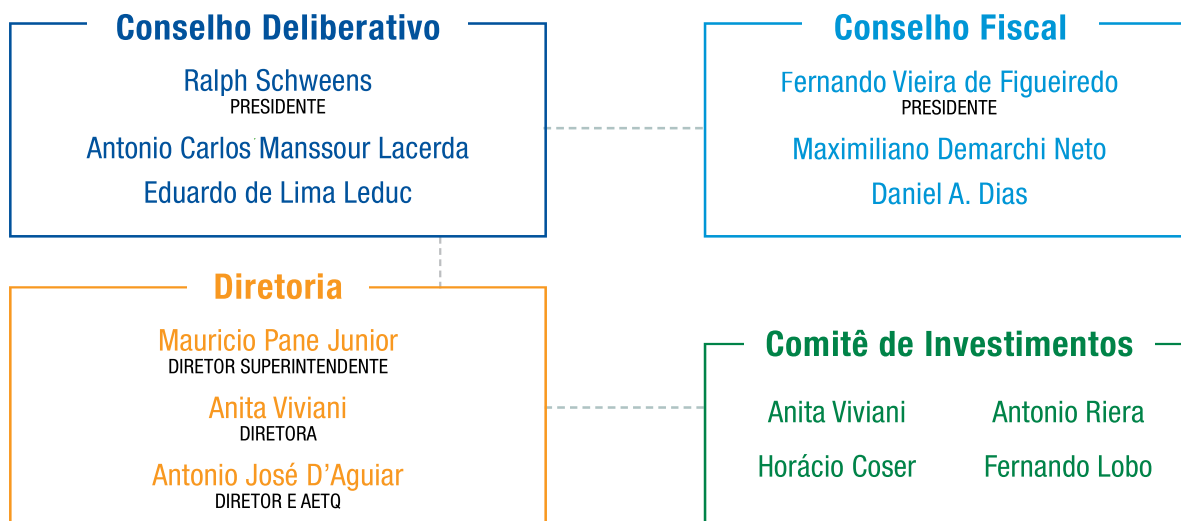 Conselho Deliberativo
Ralph Schweens
PRESIDENTE
Antonio Carlos Manssour Lacerda
Eduardo de Lima Leduc
Conselho Fiscal
Fernando Vieira de Figueiredo
PRESIDENTE
Maximiliano Demarchi Neto
Daniel A. Dias
Diretoria
Mauricio Pane Junior
DIRETOR SUPERINTENDENTE
Anita Viviani
DIRETORA
Antonio José D’Aguiar
DIRETOR E AETQ
Comitê de Investimentos
Anita Viviani Antonio Riera
Horácio Coser Fernando Lobo